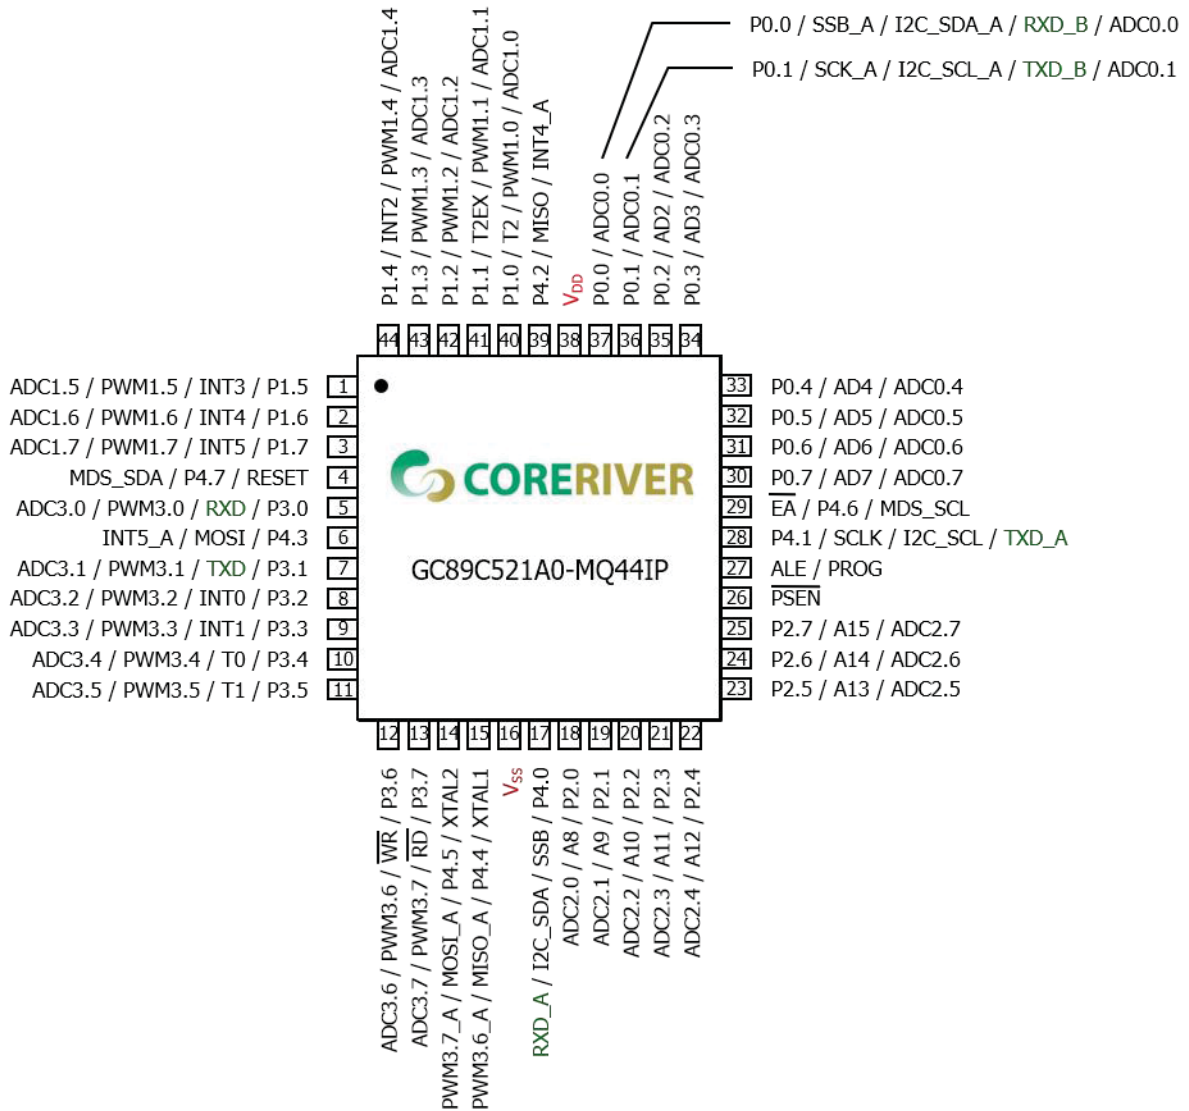 P0.0 / SSB_A / I2C_SDA_A / RXD_B / ADC0.0
P0.1 / SCK_A / I2C_SCL_A / TXD_B / ADC0.1
P1.4 / INT2 / PWM1.4 / ADC1.4
P1.3 / PWM1.3 / ADC1.3
P1.2 / PWM1.2 / ADC1.2
P1.1 / T2EX / PWM1.1 / ADC1.1
P1.0 / T2 / PWM1.0 / ADC1.0
P4.2 / MISO / INT4_A
VDD
P0.0 / ADC0.0
P0.1 / ADC0.1
P0.2 / AD2 / ADC0.2
P0.3 / AD3 / ADC0.3
44 43 42 41 40 39 38 37 36 35 34
ADC1.5 / PWM1.5 / INT3 / P1.5 1
ADC1.6 / PWM1.6 / INT4 / P1.6 2
ADC1.7 / PWM1.7 / INT5 / P1.7 3
MDS_SDA / P4.7 / RESET 4
ADC3.0 / PWM3.0 / RXD / P3.0 5
INT5_A / MOSI / P4.3 6
ADC3.1 / PWM3.1 / TXD / P3.1 7
ADC3.2 / PWM3.2 / INT0 / P3.2 8
ADC3.3 / PWM3.3 / INT1 / P3.3 9
ADC3.4 / PWM3.4 / T0 / P3.4 10
ADC3.5 / PWM3.5 / T1 / P3.5 11
CORERIVER
GC89C521A0-MQ44IP
33 P0.4 / AD4 / ADC0.4
32 P0.5 / AD5 / ADC0.5
31 P0.6 / AD6 / ADC0.6
30 P0.7 / AD7 / ADC0.7
29 EA / P4.6 / MDS_SCL
28 P4.1 / SCLK / I2C_SCL / TXD_A
27 ALE / PROG
26 PSEN
25 P2.7 / A15 / ADC2.7
24 P2.6 / A14 / ADC2.6
23 P2.5 / A13 / ADC2.5
12 13 14 15 16 17 18 19 20 21 22
ADC3.6 / PWM3.6 / WR / P3.6
ADC3.7 / PWM3.7 / RD / P3.7
PWM3.7_A / MOSI_A / P4.5 / XTAL2
PWM3.6_A / MISO_A / P4.4 / XTAL1
VSS
RXD_A / I2C_SDA / SSB / P4.0
ADC2.0 / A8 / P2.0
ADC2.1 / A9 / P2.1
ADC2.2 / A10 / P2.2
ADC2.3 / A11 / P2.3
ADC2.4 / A12 / P2.4